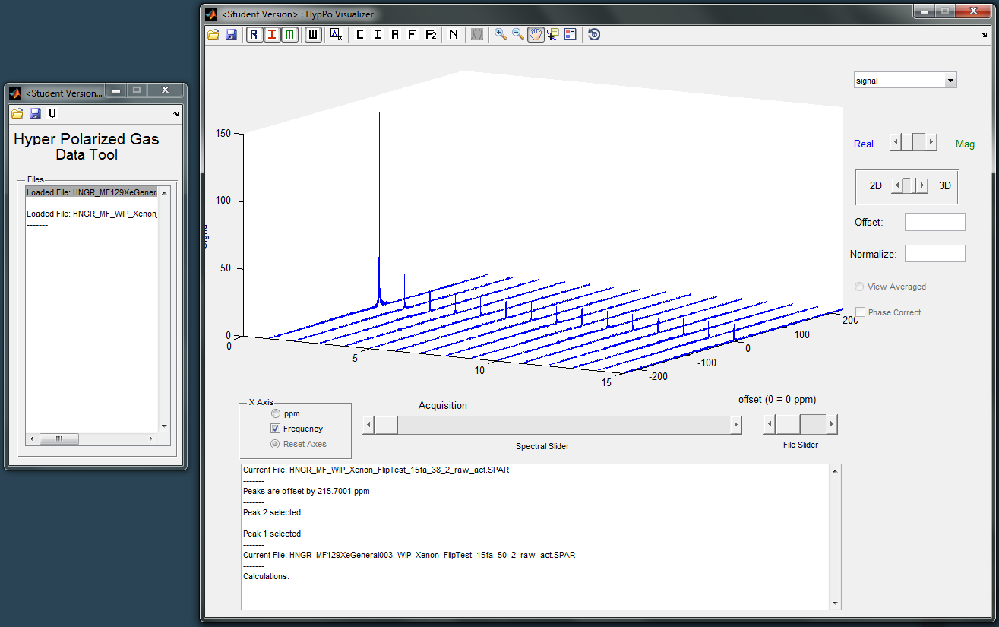 <Student Version> : HypPo Visualizer
R I M W C I A F F2 N
<Student Version...
U
Hyper Polarized Gas
Data Tool
Files
Loaded File: HNGR_MF129XeGener
-------
Loaded File: HNGR_MF_WIP_Xenon_
-------
signal
Real
Mag
2D
3D
Offset:
Normalize:
View Averaged
Phase Correct
150
100
50
0
0
5
10
15
-200
-100
0
100
200
Acquisition
offset (0 = 0 ppm)
X Axis
ppm
Frequency
Reset Axes
Spectral Slider
File Slider
Current File: HNGR_MF_WIP_Xenon_FlipTest_15fa_38_2_raw_act.SPAR
-------
Peaks are offset by 215.7001 ppm
-------
Peak 2 selected
-------
Peak 1 selected
-------
Current File: HNGR_MF129XeGeneral003_WIP_Xenon_FlipTest_15fa_50_2_raw_act.SPAR
-------
Calculations: